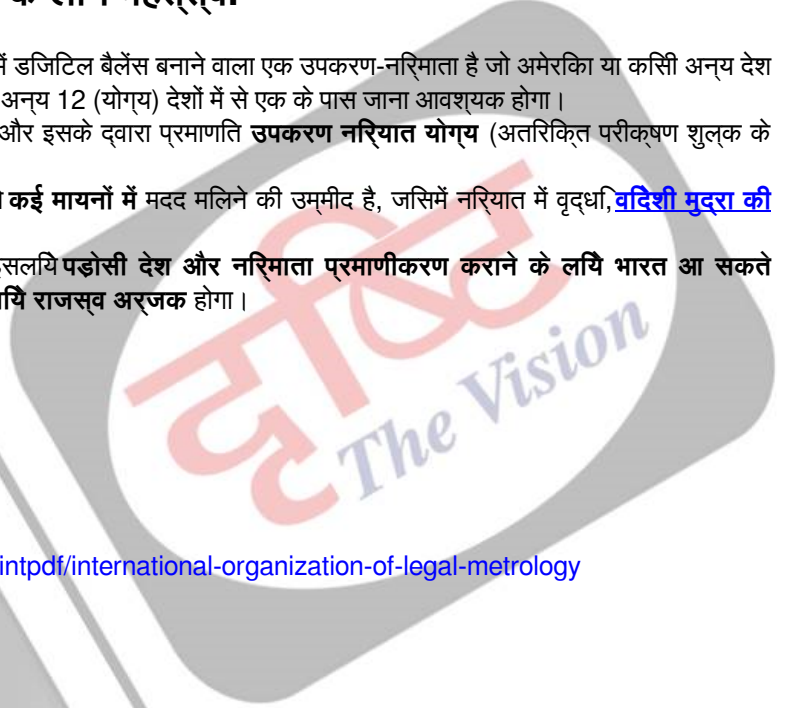 के लिये महत्त्व:
में डिजिटल बैलेंस बनाने वाला एक उपकरण-निर्माता है जो अमेरिका या किसी अन्य देश
अन्य 12 (योग्य) देशों में से एक के पास जाना आवश्यक होगा।
और इसके द्वारा प्रमाणित उपकरण निर्यात योग्य (अतिरिक्त परीक्षण शुल्क के
कई मायनों में मदद मिलने की उम्मीद है, जिसमें निर्यात में वृद्धि, विदेशी मुद्रा की
इसलिये पड़ोसी देश और निर्माता प्रमाणीकरण कराने के लिये भारत आ सकते
लिये राजस्व अर्जक होगा।
दृष्टि
The Vision
intpdf/international-organization-of-legal-metrology